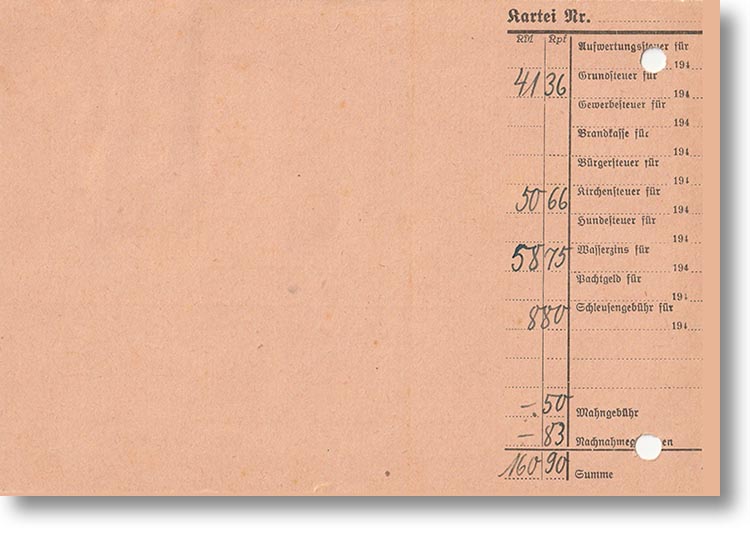 Kartei Nr.
RM Rpf
Aufwertungssteuer für
194
41 36 Grundsteuer für
194
Gewerbesteuer für
194
Brandkasse für
194
Bürgersteuer für
194
50 66 Kirchensteuer für
194
Hundesteuer für
194
58 75 Wasserzins für
194
Pachtgeld für
194
8 80 Schleusengebühr für
194
– 50 Mahngebühr
– 83
160 90 Summe